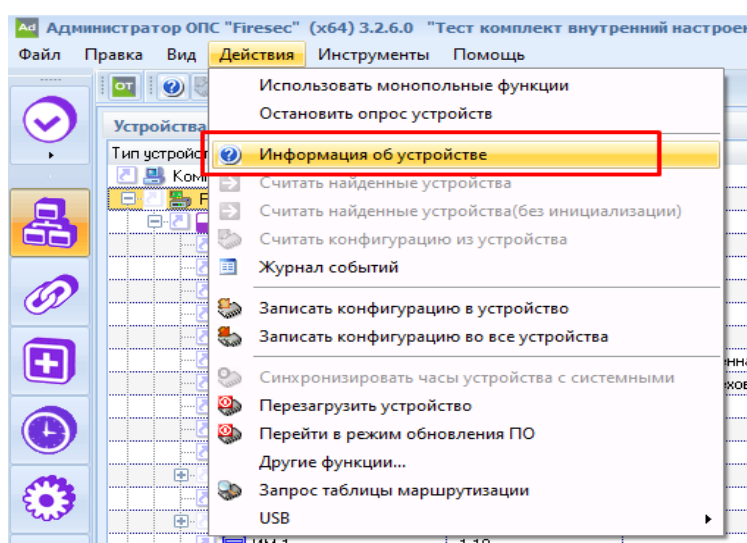 Ad Администратор ОПС "Firesec" (x64) 3.2.6.0 "Тест комплект внутренний
Файл Правка Вид Действия Инструменты Помощь
ОТ
Использовать монопольные функции
Остановить опрос устройств
Устройства
Информация об устройстве
Считать найденные устройства
Считать найденные устройства(без инициализации)
Считать конфигурацию из устройства
Журнал событий
Записать конфигурацию в устройство
Записать конфигурацию во все устройства
Синхронизировать часы устройства с системными
Перезагрузить устройство
Перейти в режим обновления ПО
Другие функции...
Запрос таблицы маршрутизации
USB